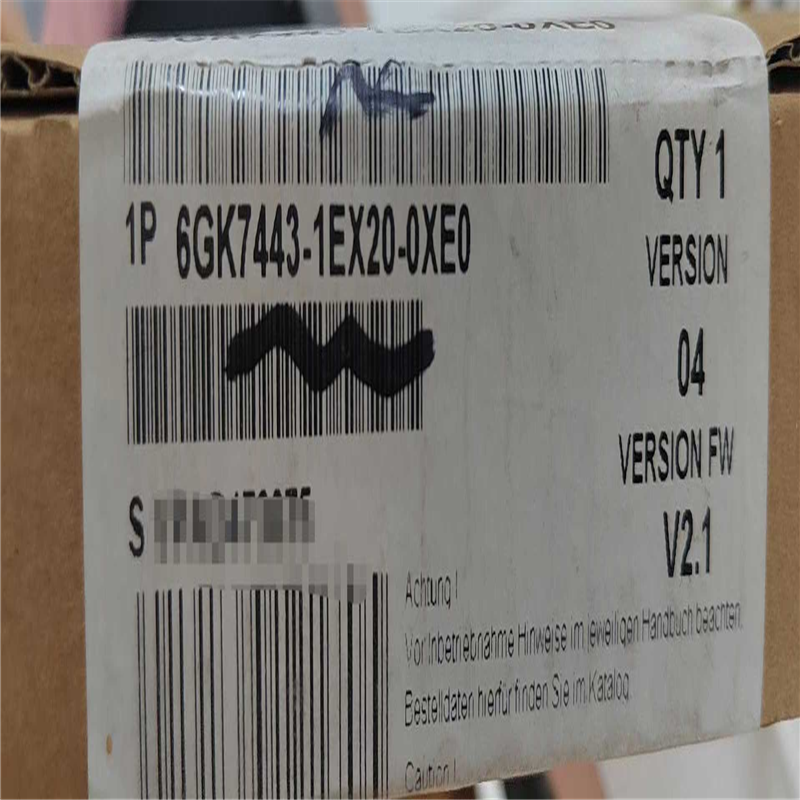 1P 6GK7443-1EX20-0XE0
QTY 1
VERSION
04
VERSION FW
V2.1
S
Achtung !
Vor Inbetriebnahme Hinweise im jeweiligen Handbuch beachten.
Bestelldaten hierfür finden Sie im Katalog.
Caution !